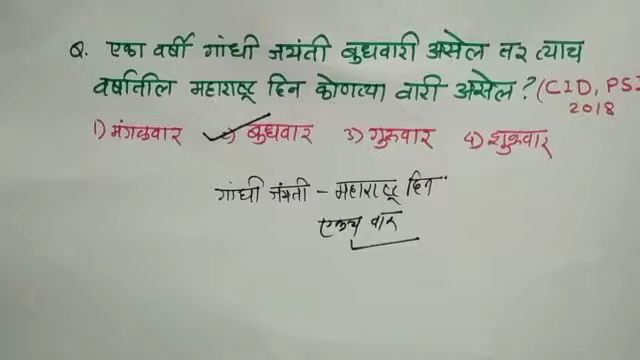 Q. एका वर्षी गांधी जयंती बुधवारी असेल तर त्याच
वर्षातील महाराष्ट्र दिन कोणत्या वारी असेल? (CID, PSI
2018
1) मंगळवार 2) बुधवार 3) गुरुवार 4) शुक्रवार
गांधी जयंती – महाराष्ट्र दिन
एकच वार